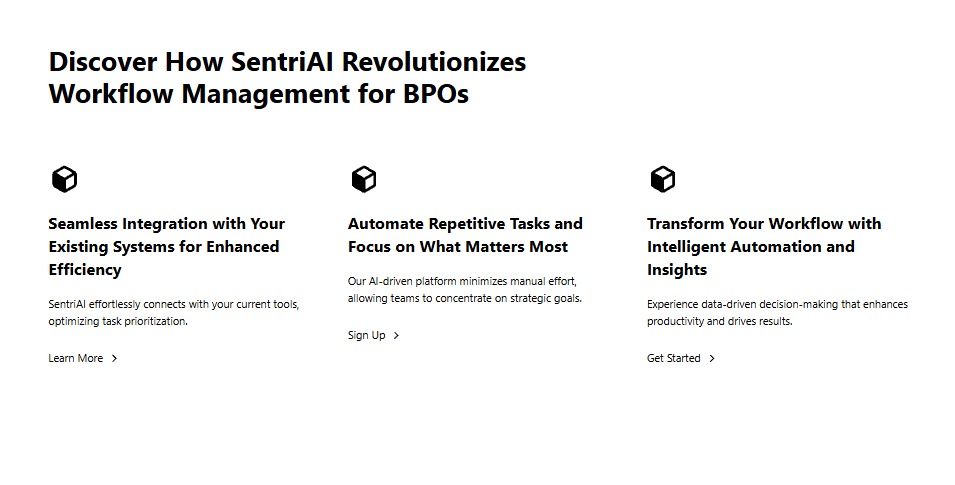 Discover How SentriAI Revolutionizes
Workflow Management for BPOs
Seamless Integration with Your
Existing Systems for Enhanced
Efficiency
SentriAI effortlessly connects with your current tools,
optimizing task prioritization.
Learn More
Automate Repetitive Tasks and
Focus on What Matters Most
Our AI-driven platform minimizes manual effort,
allowing teams to concentrate on strategic goals.
Sign Up
Transform Your Workflow with
Intelligent Automation and
Insights
Experience data-driven decision-making that enhances
productivity and drives results.
Get Started